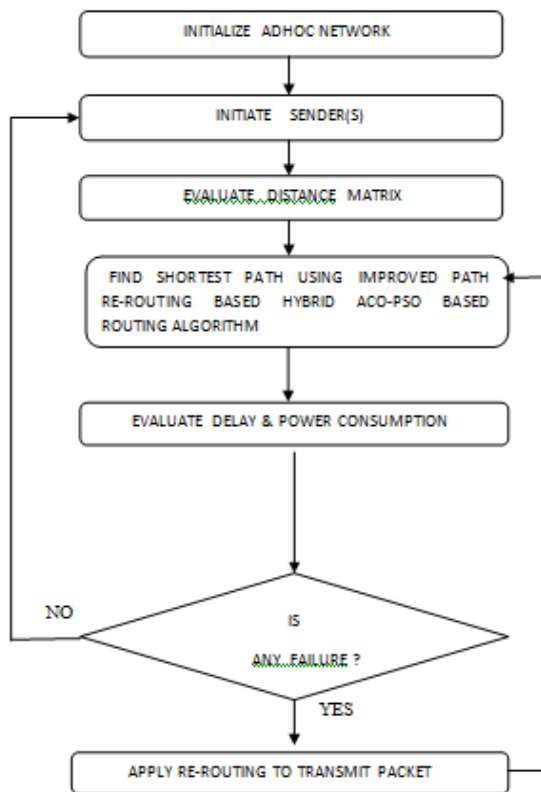 INITIALIZE ADHOC NETWORK
INITIATE SENDER(S)
EVALUATE DISTANCE MATRIX
FIND SHORTEST PATH USING IMPROVED PATH
RE-ROUTING BASED HYBRID ACO-PSO BASED
ROUTING ALGORITHM
EVALUATE DELAY & POWER CONSUMPTION
NO
IS
ANY FAILURE ?
YES
APPLY RE-ROUTING TO TRANSMIT PACKET